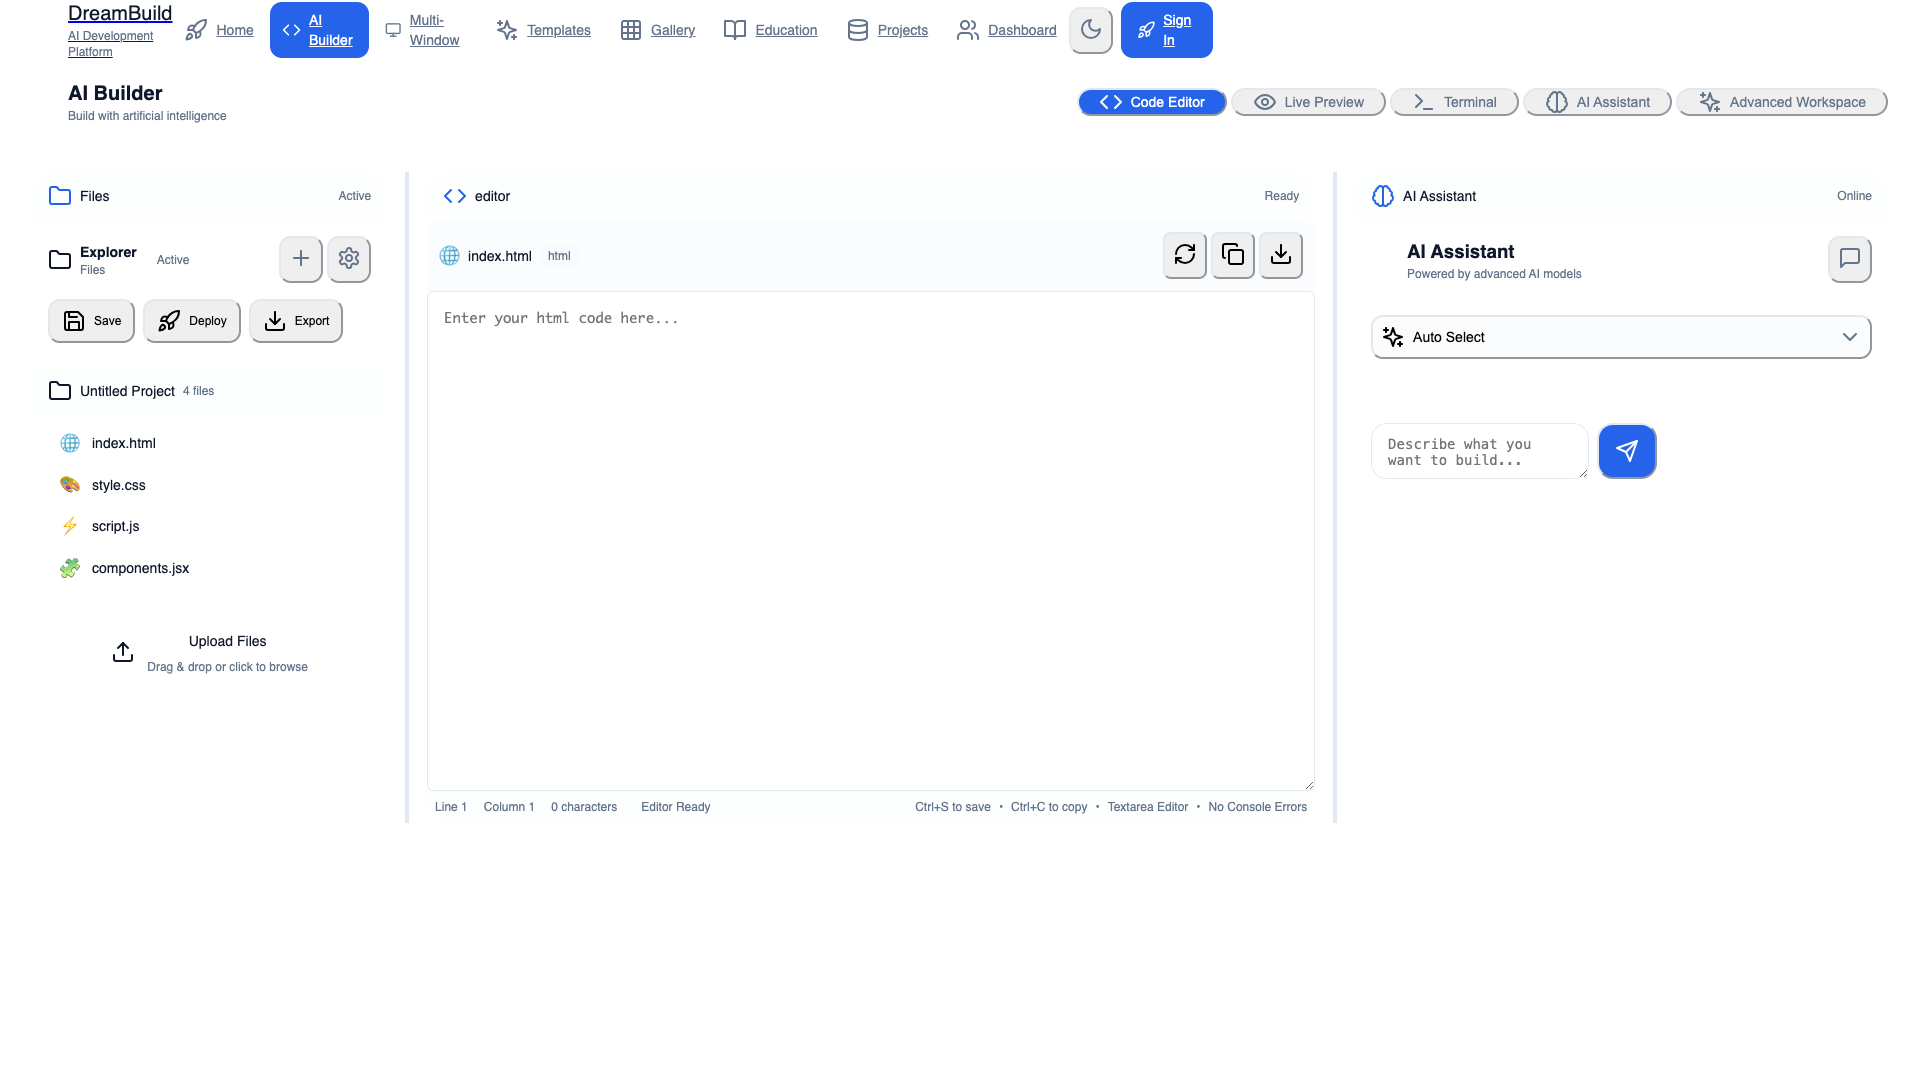 DreamBuild
AI Development
Platform
Home
AI
Builder
Multi-
Window
Templates
Gallery
Education
Projects
Dashboard
Sign
In
AI Builder
Build with artificial intelligence
Code Editor
Live Preview
Terminal
AI Assistant
Advanced Workspace
Files
Active
Explorer
Files
Active
Save
Deploy
Export
Untitled Project 4 files
index.html
style.css
script.js
components.jsx
Upload Files
Drag & drop or click to browse
editor
Ready
index.html html
Enter your html code here...
Line 1 Column 1 0 characters Editor Ready
Ctrl+S to save • Ctrl+C to copy • Textarea Editor • No Console Errors
AI Assistant
Online
AI Assistant
Powered by advanced AI models
Auto Select
Describe what you
want to build...